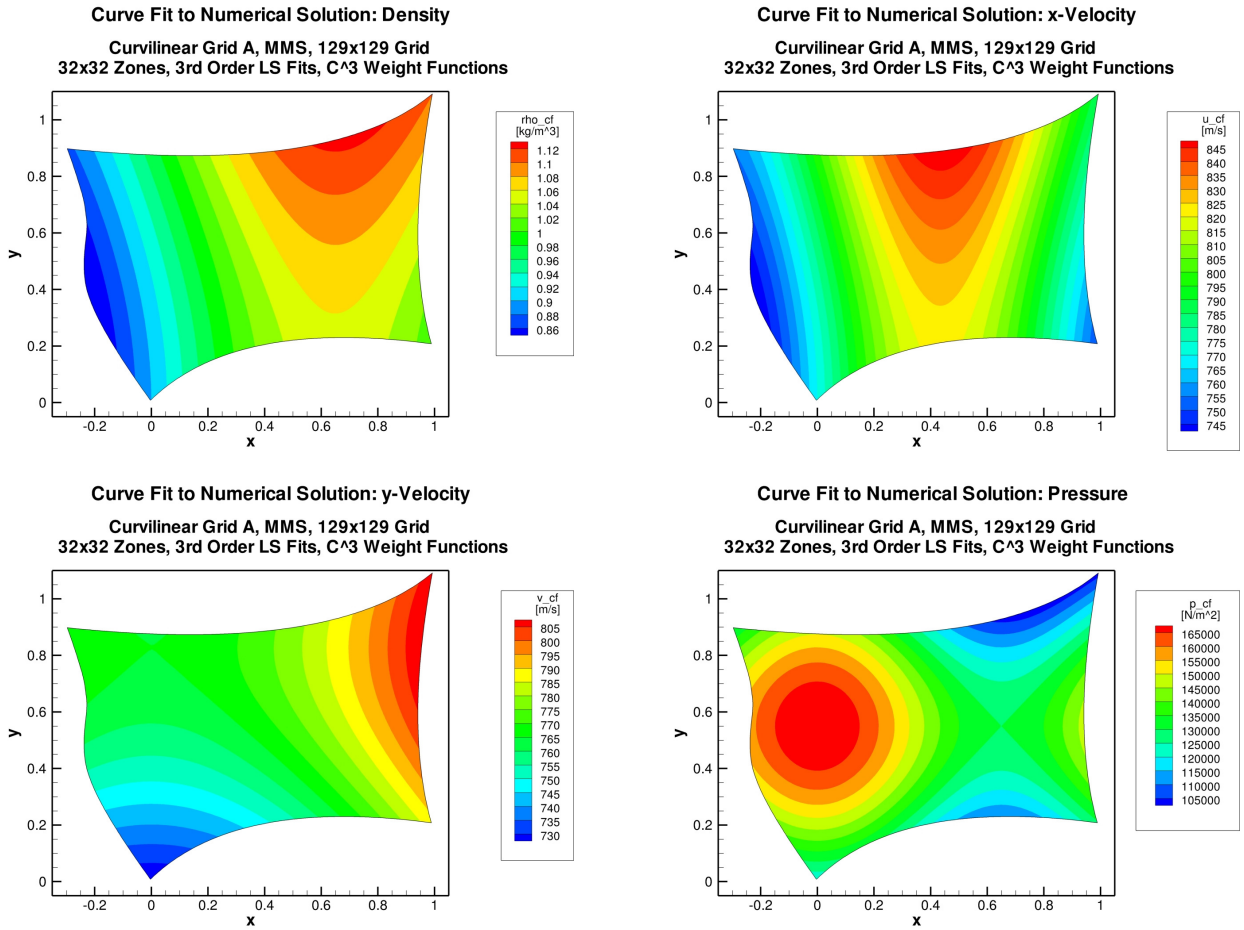 Curve Fit to Numerical Solution: Density
Curvilinear Grid A, MMS, 129x129 Grid
32x32 Zones, 3rd Order LS Fits, C^3 Weight Functions
y
1
0.8
0.6
0.4
0.2
0
-0.2 0 0.2 0.4 0.6 0.8 1
x
rho_cf
[kg/m^3]
1.12
1.1
1.08
1.06
1.04
1.02
1
0.98
0.96
0.94
0.92
0.9
0.88
0.86
Curve Fit to Numerical Solution: x-Velocity
Curvilinear Grid A, MMS, 129x129 Grid
32x32 Zones, 3rd Order LS Fits, C^3 Weight Functions
y
1
0.8
0.6
0.4
0.2
0
-0.2 0 0.2 0.4 0.6 0.8 1
x
u_cf
[m/s]
845
840
835
830
825
820
815
810
805
800
795
790
785
780
775
770
765
760
755
750
745
Curve Fit to Numerical Solution: y-Velocity
Curvilinear Grid A, MMS, 129x129 Grid
32x32 Zones, 3rd Order LS Fits, C^3 Weight Functions
y
1
0.8
0.6
0.4
0.2
0
-0.2 0 0.2 0.4 0.6 0.8 1
x
v_cf
[m/s]
805
800
795
790
785
780
775
770
765
760
755
750
745
740
735
730
Curve Fit to Numerical Solution: Pressure
Curvilinear Grid A, MMS, 129x129 Grid
32x32 Zones, 3rd Order LS Fits, C^3 Weight Functions
y
1
0.8
0.6
0.4
0.2
0
-0.2 0 0.2 0.4 0.6 0.8 1
x
p_cf
[N/m^2]
165000
160000
155000
150000
145000
140000
135000
130000
125000
120000
115000
110000
105000